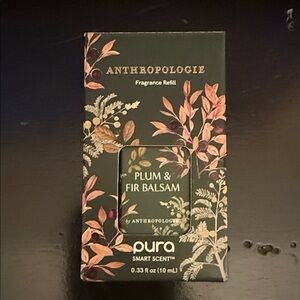 ANTHROPOLOGIE
Fragrance Refill
PLUM &
FIR BALSAM
by ANTHROPOLOGIE
pura
SMART SCENT™
0.33 fl oz (10 mL)